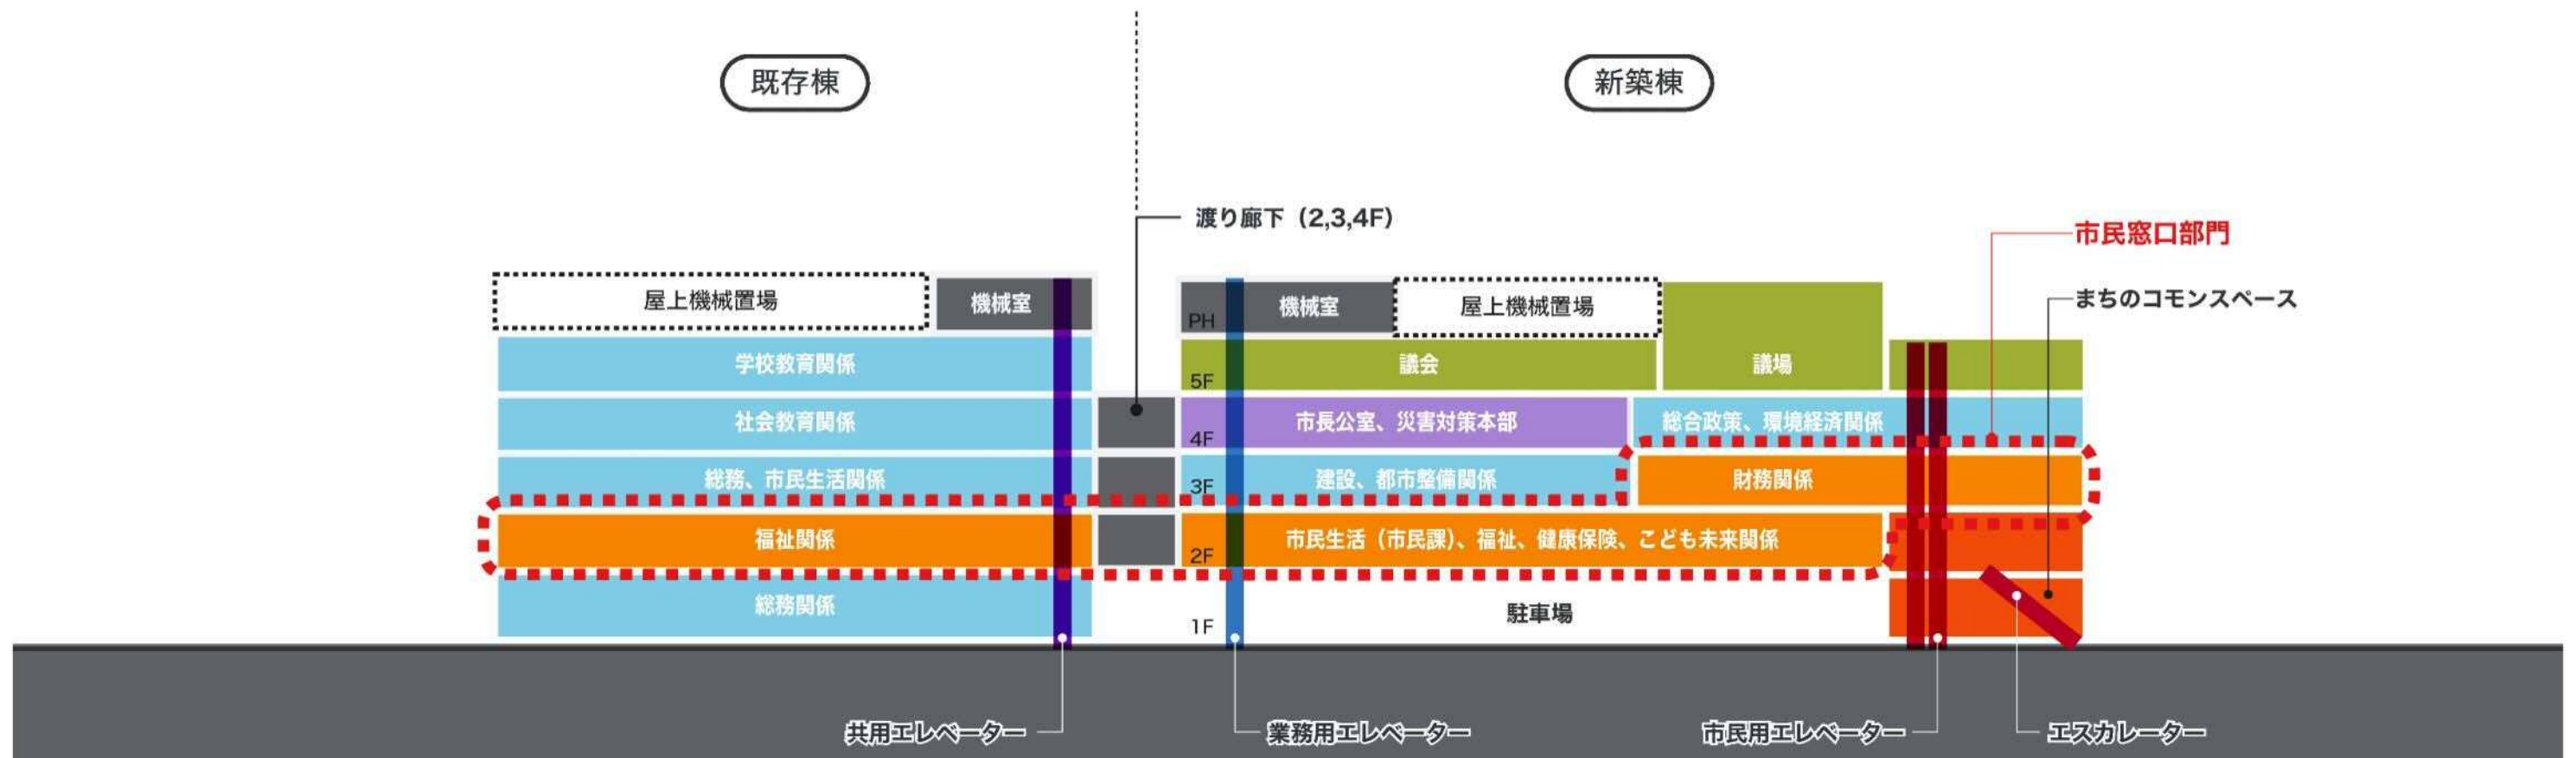 既存棟
新築棟
渡り廊下（2,3,4F）
市民窓口部門
まちのコモンスペース
屋上機械置場
機械室
PH
機械室
屋上機械置場
学校教育関係
5F
議会
議場
社会教育関係
4F
市長公室、災害対策本部
総合政策、環境経済関係
総務、市民生活関係
3F
建設、都市整備関係
財務関係
福祉関係
2F
市民生活（市民課）、福祉、健康保険、こども未来関係
総務関係
1F
駐車場
共用エレベーター
業務用エレベーター
市民用エレベーター
エスカレーター